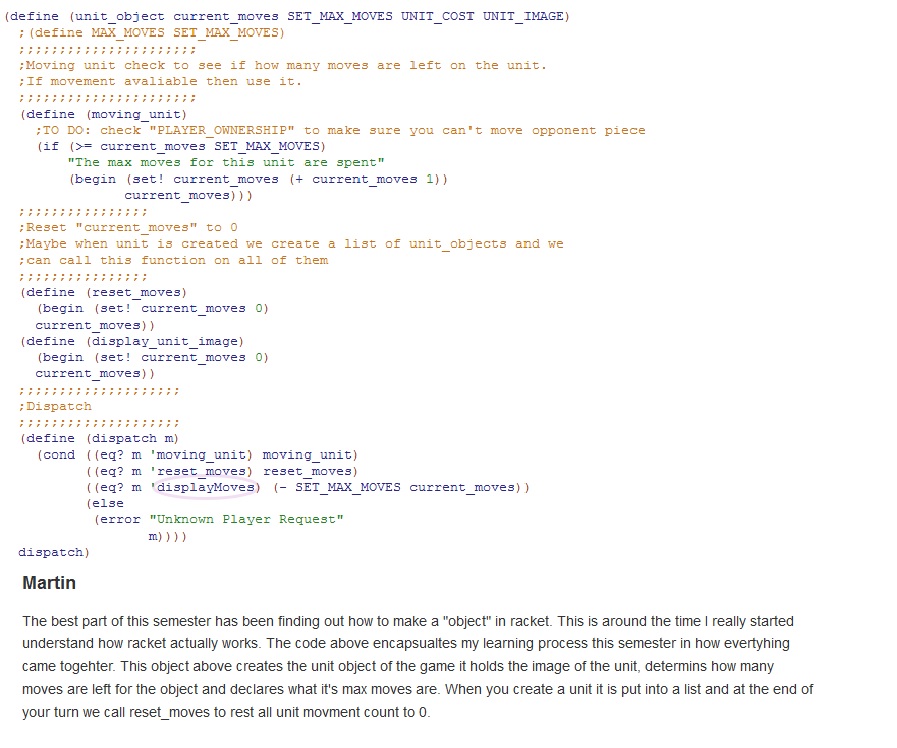 (define (unit_object current_moves SET_MAX_MOVES UNIT_COST UNIT_IMAGE)
;(define MAX_MOVES SET_MAX_MOVES)
;;;;;;;;;;;;;;;;;;;;;;
;Moving unit check to see if how many moves are left on the unit.
;If movement avaliable then use it.
;;;;;;;;;;;;;;;;;;;;;;
(define (moving_unit)
;TO DO: check "PLAYER_OWNERSHIP" to make sure you can't move opponent piece
(if (>= current_moves SET_MAX_MOVES)
"The max moves for this unit are spent"
(begin (set! current_moves (+ current_moves 1))
current_moves)))
;;;;;;;;;;;;;;;;
;Reset "current_moves" to 0
;Maybe when unit is created we create a list of unit_objects and we
;can call this function on all of them
;;;;;;;;;;;;;;;;
(define (reset_moves)
(begin (set! current_moves 0)
current_moves))
(define (display_unit_image)
(begin (set! current_moves 0)
current_moves))
;;;;;;;;;;;;;;;;;;;;
;Dispatch
;;;;;;;;;;;;;;;;;;;;
(define (dispatch m)
(cond ((eq? m 'moving_unit) moving_unit)
((eq? m 'reset_moves) reset_moves)
((eq? m 'displayMoves) (- SET_MAX_MOVES current_moves))
(else
(error "Unknown Player Request"
m))))
dispatch)
Martin
The best part of this semester has been finding out how to make a "object" in racket. This is around the time I really started
understand how racket actually works. The code above encapsualtes my learning process this semester in how evertyhing
came togehter. This object above creates the unit object of the game it holds the image of the unit, determins how many
moves are left for the object and declares what it's max moves are. When you create a unit it is put into a list and at the end of
your turn we call reset_moves to rest all unit movment count to 0.